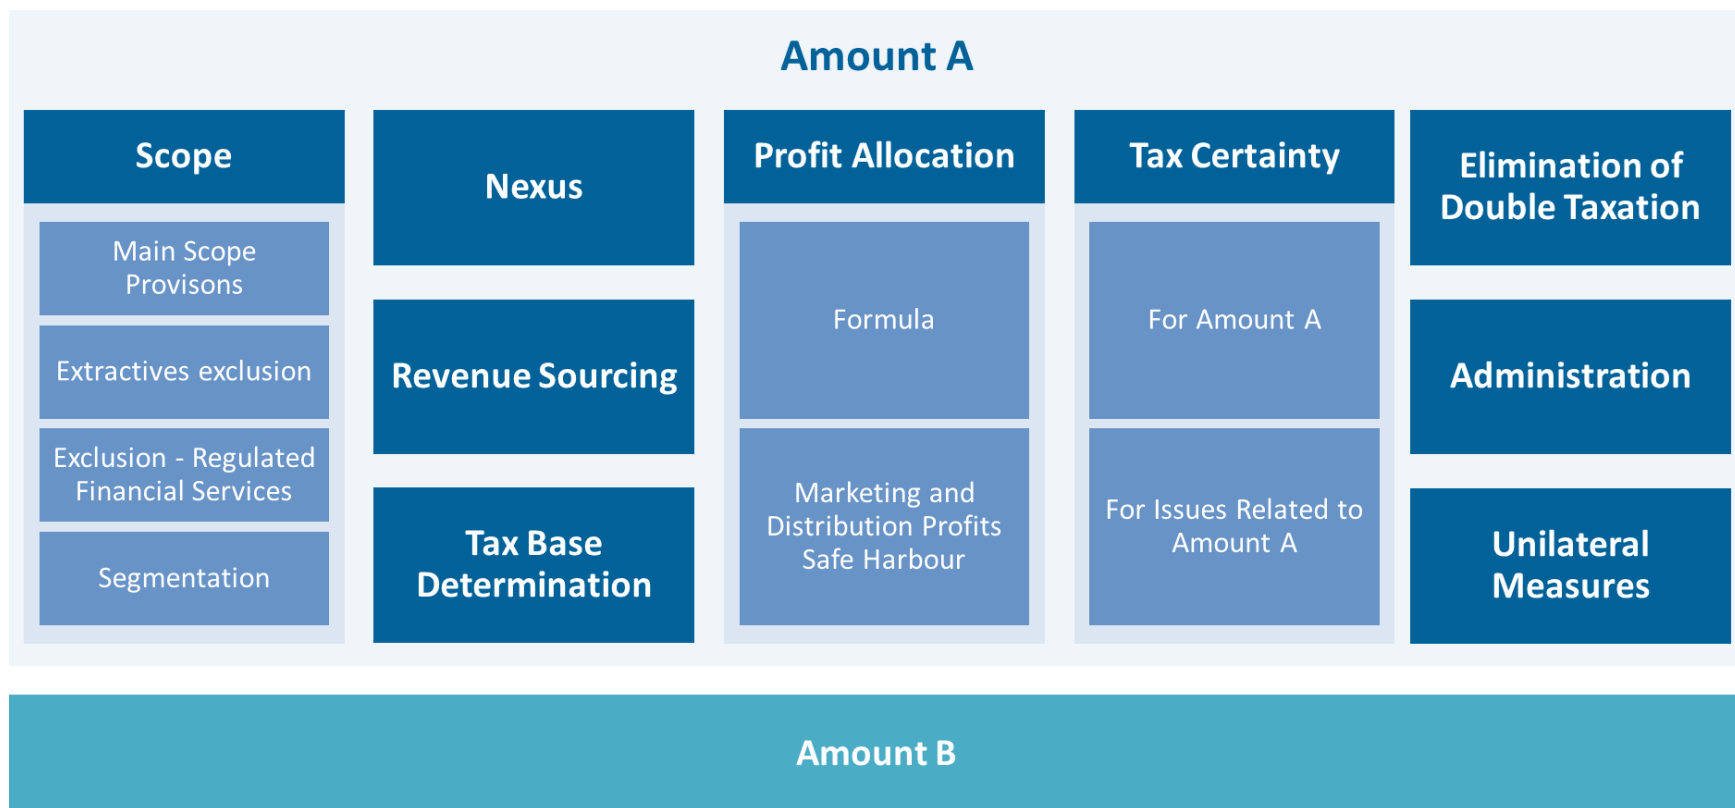 Amount A
Scope
Main Scope
Provisons
Extractives exclusion
Exclusion - Regulated
Financial Services
Segmentation
Nexus
Revenue Sourcing
Tax Base
Determination
Profit Allocation
Formula
Marketing and
Distribution Profits
Safe Harbour
Tax Certainty
For Amount A
For Issues Related to
Amount A
Elimination of
Double Taxation
Administration
Unilateral
Measures
Amount B